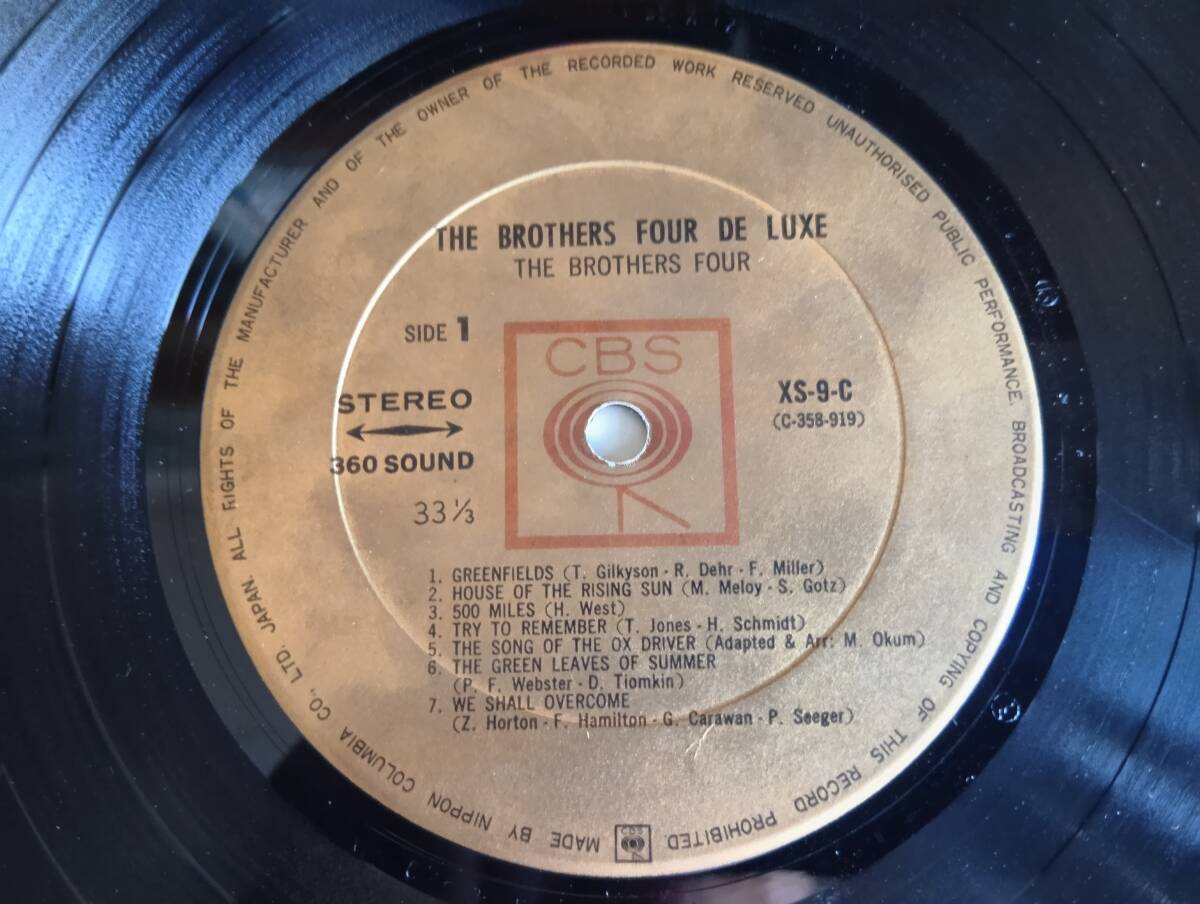 THE BROTHERS FOUR DE LUXE
THE BROTHERS FOUR
SIDE 1
CBS
STEREO
360 SOUND
33 1/3
XS-9-C
(C-358-919)
1. GREENFIELDS (T. Gilkyson · R. Dehr · F. Miller)
2. HOUSE OF THE RISING SUN (M. Meloy · S. Gotz)
3. 500 MILES (H. West)
4. TRY TO REMEMBER (T. Jones · H. Schmidt)
5. THE SONG OF THE OX DRIVER (Adapted & Arr: M. Okum)
6. THE GREEN LEAVES OF SUMMER
(P. F. Webster · D. Tiomkin)
7. WE SHALL OVERCOME
(Z. Horton · F. Hamilton · G. Carawan · P. Seeger)
MADE BY NIPPON COLUMBIA CO., LTD. JAPAN. ALL RIGHTS OF THE MANUFACTURER AND OF THE OWNER OF THE RECORDED WORK RESERVED UNAUTHORISED PUBLIC PERFORMANCE. BROADCASTING AND COPYING OF THIS RECORD PROHIBITED.
CBS